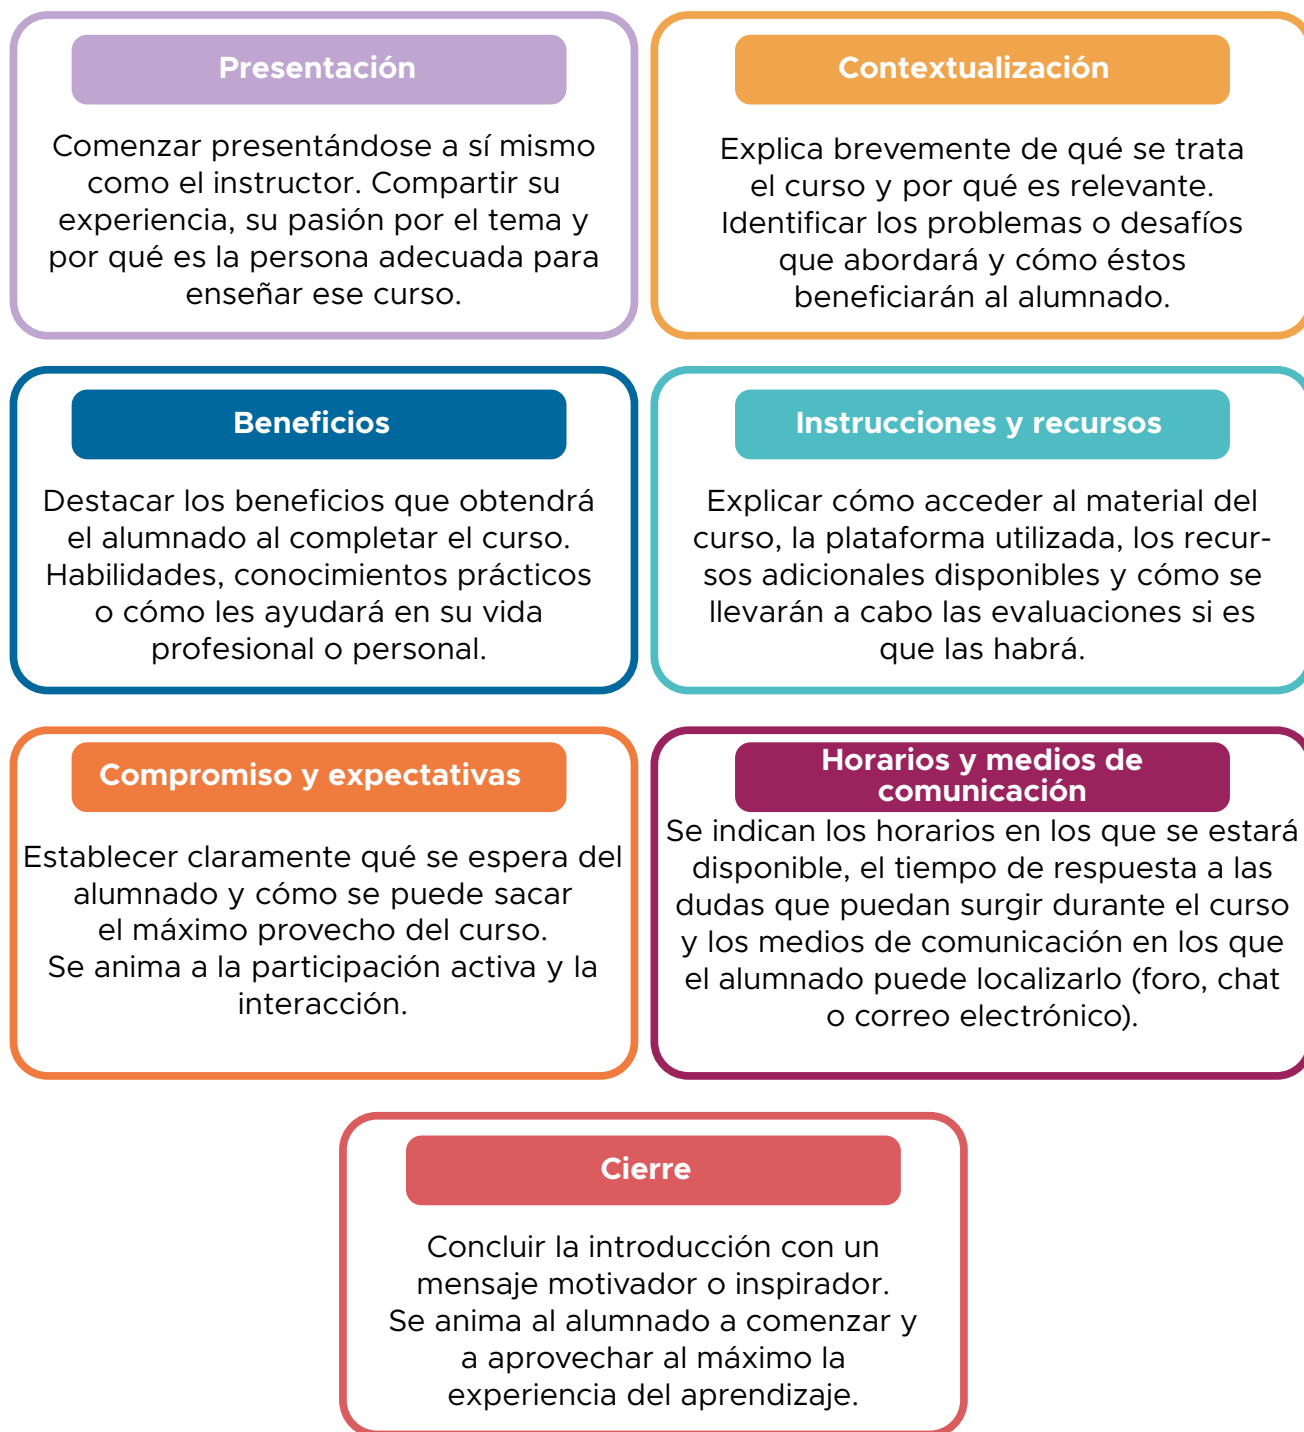 Presentación
Comenzar presentándose a sí mismo
como el instructor. Compartir su
experiencia, su pasión por el tema y
por qué es la persona adecuada para
enseñar ese curso.
Contextualización
Explica brevemente de qué se trata
el curso y por qué es relevante.
Identificar los problemas o desafíos
que abordará y cómo éstos
beneficiarán al alumnado.
Beneficios
Destacar los beneficios que obtendrá
el alumnado al completar el curso.
Habilidades, conocimientos prácticos
o cómo les ayudará en su vida
profesional o personal.
Instrucciones y recursos
Explicar cómo acceder al material del
curso, la plataforma utilizada, los recur-
sos adicionales disponibles y cómo se
llevarán a cabo las evaluaciones si es
que las habrá.
Compromiso y expectativas
Establecer claramente qué se espera del
alumnado y cómo se puede sacar
el máximo provecho del curso.
Se anima a la participación activa y la
interacción.
Horarios y medios de
comunicación
Se indican los horarios en los que se estará
disponible, el tiempo de respuesta a las
dudas que puedan surgir durante el curso
y los medios de comunicación en los que
el alumnado puede localizarlo (foro, chat
o correo electrónico).
Cierre
Concluir la introducción con un
mensaje motivador o inspirador.
Se anima al alumnado a comenzar y
a aprovechar al máximo la
experiencia del aprendizaje.